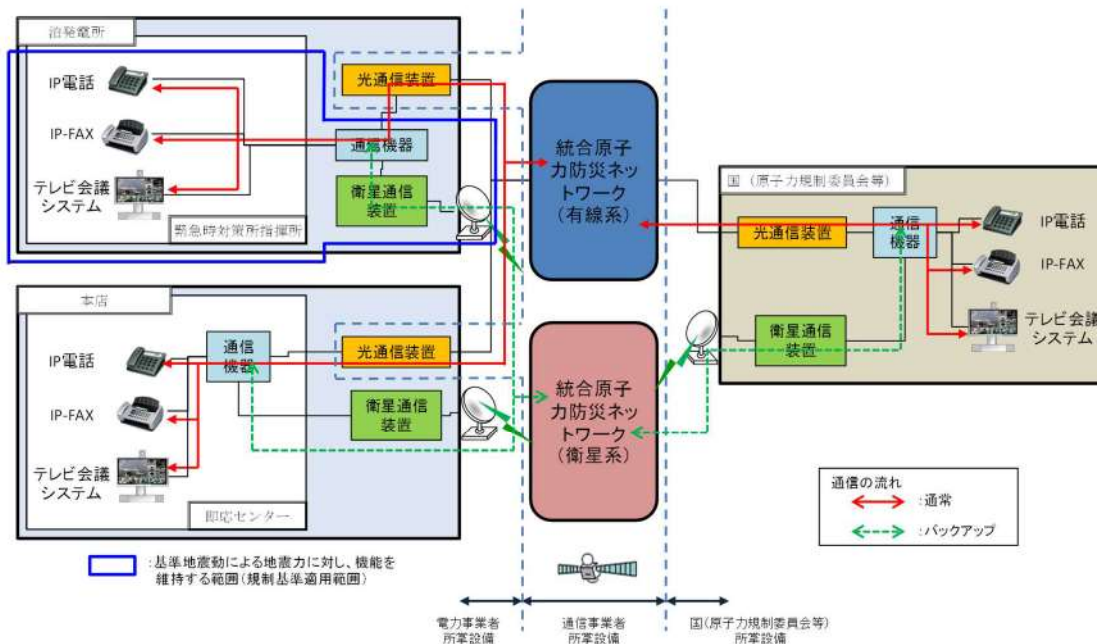 泊発電所
IP電話
IP-FAX
テレビ会議
システム
緊急時対策所指揮所
光通信装置
通信機器
衛星通信
装置
本店
IP電話
IP-FAX
テレビ会議
システム
即応センター
通信
機器
光通信装置
衛星通信
装置
統合原子
力防災ネッ
トワーク
(有線系)
統合原子
力防災ネッ
トワーク
(衛星系)
国(原子力規制委員会等)
光通信装置
通信
機器
衛星通信
装置
IP電話
IP-FAX
テレビ会議
システム
通信の流れ
:通常
:バックアップ
:基準地震動による地震力に対し、機能を
維持する範囲(規制基準適用範囲)
電力事業者
所掌設備
通信事業者
所掌設備
国(原子力規制委員会等)
所掌設備